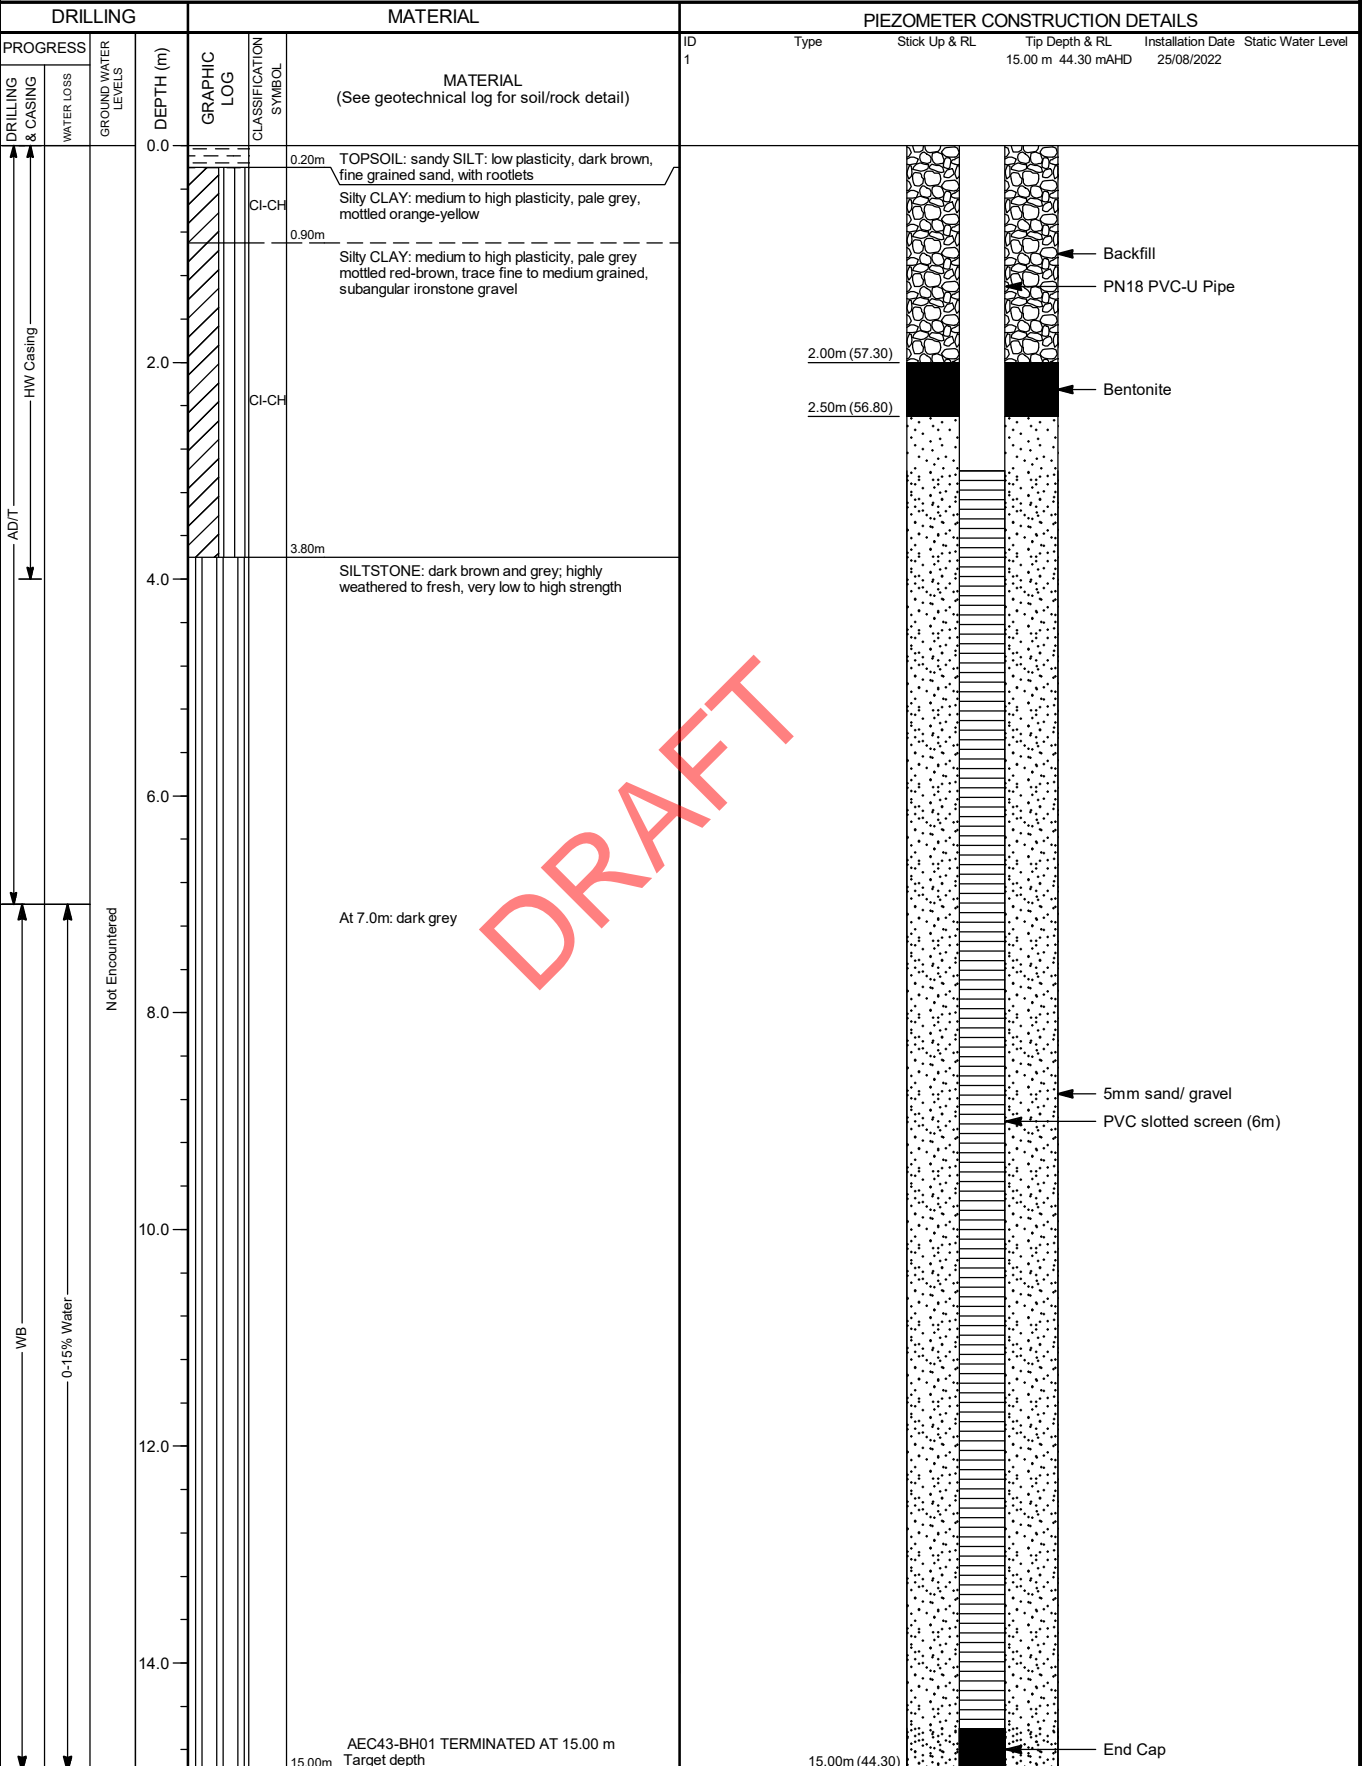 DRILLING
MATERIAL
PIEZOMETER CONSTRUCTION DETAILS
PROGRESS
DRILLING
& CASING
WATER LOSS
GROUND WATER
LEVELS
DEPTH (m)
GRAPHIC
LOG
CLASSIFICATION
SYMBOL
MATERIAL
(See geotechnical log for soil/rock detail)
ID
Type
Stick Up & RL
Tip Depth & RL
Installation Date
Static Water Level
1
15.00 m 44.30 mAHD
25/08/2022
0.0
0.20m
TOPSOIL: sandy SILT: low plasticity, dark brown,
fine grained sand, with rootlets
CI-CH
Silty CLAY: medium to high plasticity, pale grey,
mottled orange-yellow
0.90m
Silty CLAY: medium to high plasticity, pale grey
mottled red-brown, trace fine to medium grained,
subangular ironstone gravel
Backfill
PN18 PVC-U Pipe
HW Casing
2.0
2.00m (57.30)
CI-CH
Bentonite
2.50m (56.80)
AD/T
3.80m
4.0
SILTSTONE: dark brown and grey; highly
weathered to fresh, very low to high strength
6.0
DRAFT
At 7.0m: dark grey
Not Encountered
8.0
5mm sand/ gravel
PVC slotted screen (6m)
10.0
WB
0-15% Water
12.0
14.0
AEC43-BH01 TERMINATED AT 15.00 m
15.00m
Target depth
15.00m (44.30)
End Cap